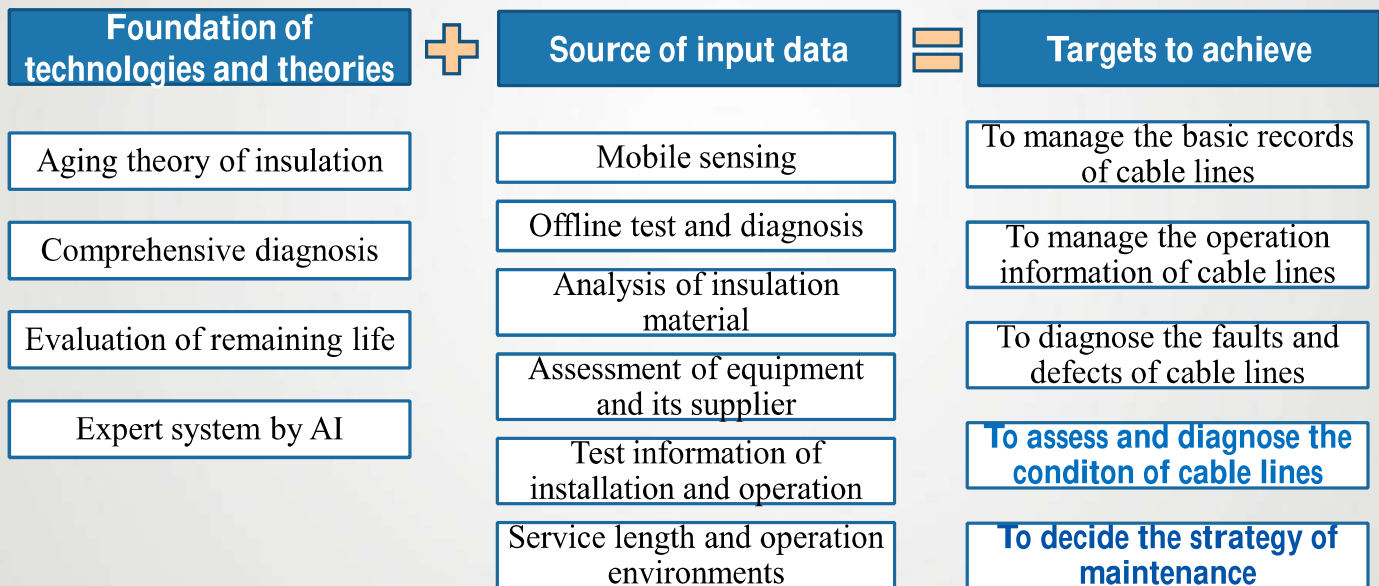 Foundation of
technologies and theories
Source of input data
Targets to achieve
Aging theory of insulation
Comprehensive diagnosis
Evaluation of remaining life
Expert system by AI
Mobile sensing
Offline test and diagnosis
Analysis of insulation
material
Assessment of equipment
and its supplier
Test information of
installation and operation
Service length and operation
environments
To manage the basic records
of cable lines
To manage the operation
information of cable lines
To diagnose the faults and
defects of cable lines
To assess and diagnose the
conditon of cable lines
To decide the strategy of
maintenance